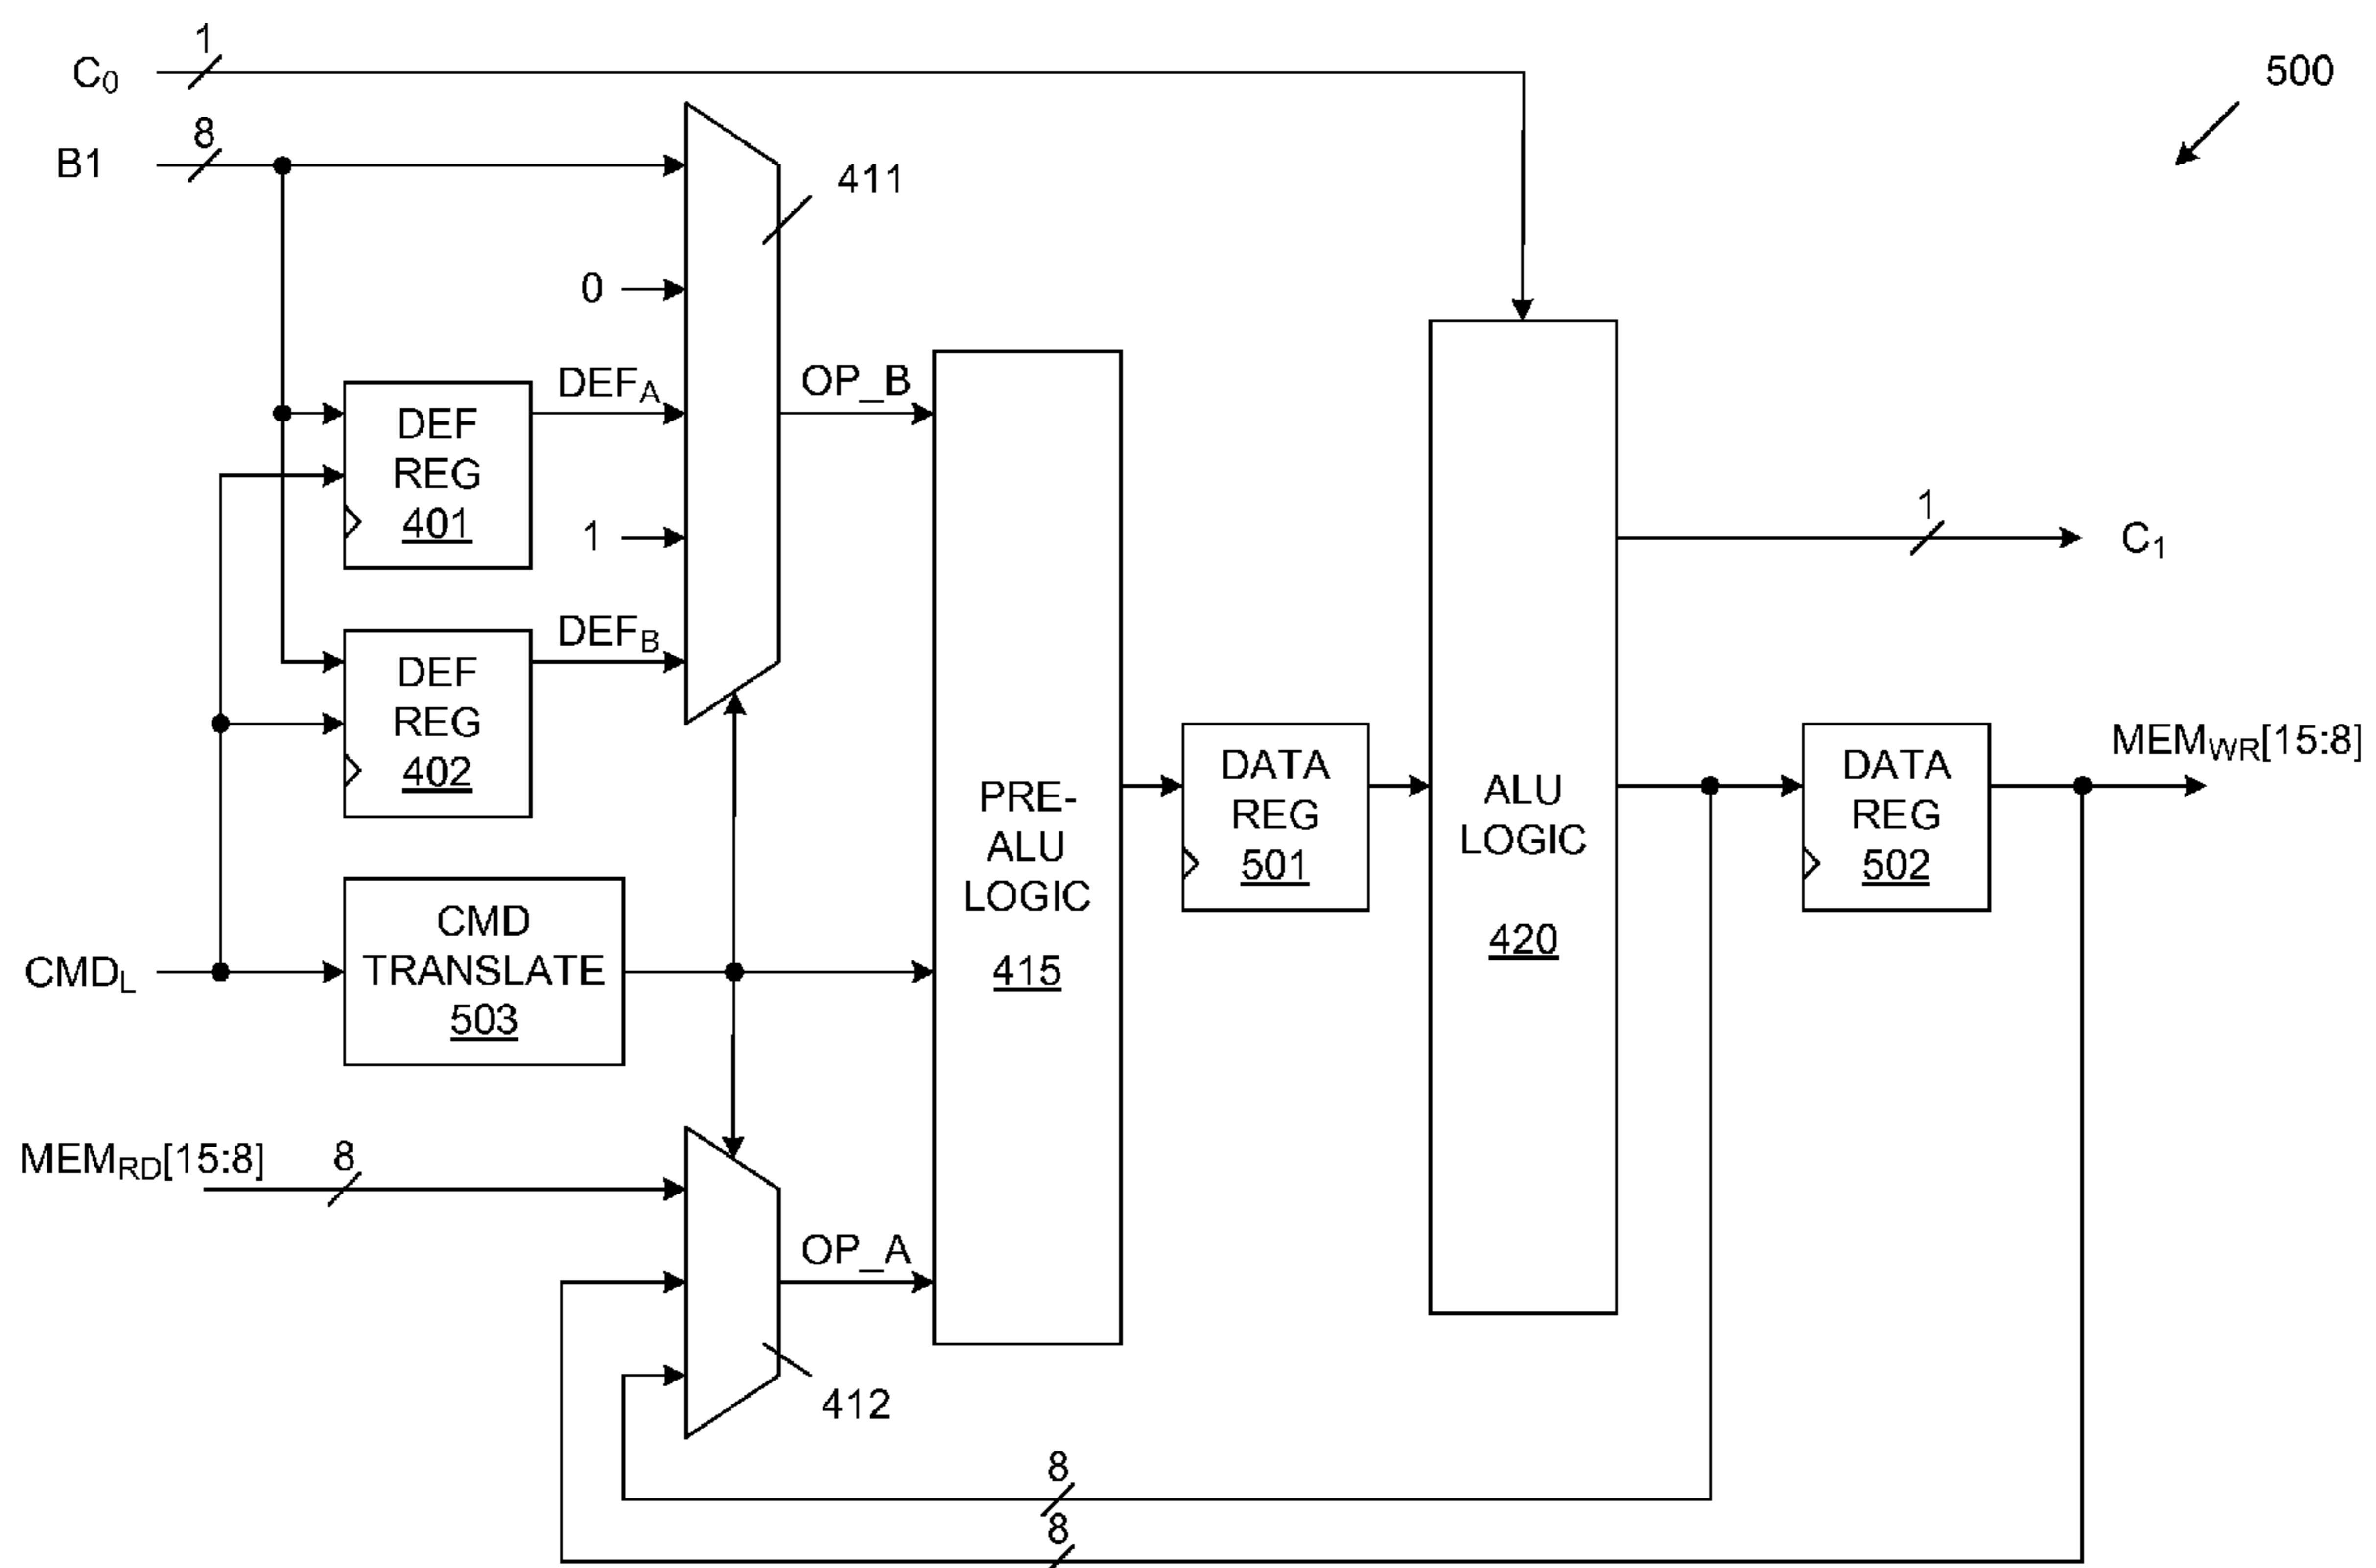 1
C0
500
8
B1
411
0
DEFA
OP_B
DEF
REG
401
1
1
C1
DEFB
DEF
REG
402
DATA
REG
501
ALU
LOGIC
420
DATA
REG
502
MEMWR[15:8]
PRE-
ALU
LOGIC
415
CMDL
CMD
TRANSLATE
503
MEMRD[15:8]
8
OP_A
412
8
8